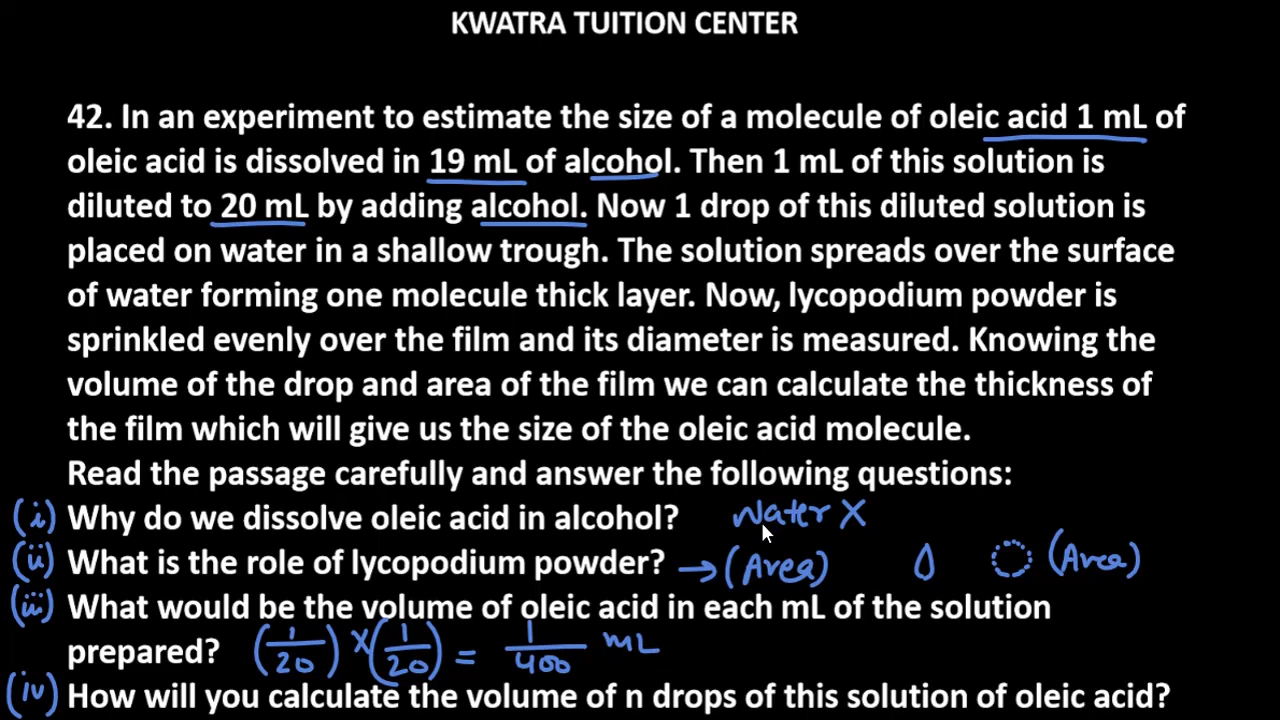 KWATRA TUITION CENTER
42. In an experiment to estimate the size of a molecule of oleic acid 1 mL of
oleic acid is dissolved in 19 mL of alcohol. Then 1 mL of this solution is
diluted to 20 mL by adding alcohol. Now 1 drop of this diluted solution is
placed on water in a shallow trough. The solution spreads over the surface
of water forming one molecule thick layer. Now, lycopodium powder is
sprinkled evenly over the film and its diameter is measured. Knowing the
volume of the drop and area of the film we can calculate the thickness of
the film which will give us the size of the oleic acid molecule.
Read the passage carefully and answer the following questions:
(i) Why do we dissolve oleic acid in alcohol? Water X
(ii) What is the role of lycopodium powder? → (Area) (Area)
(iii) What would be the volume of oleic acid in each mL of the solution
prepared? (1/20) x (1/20) = 1/400 mL
(iv) How will you calculate the volume of n drops of this solution of oleic acid?